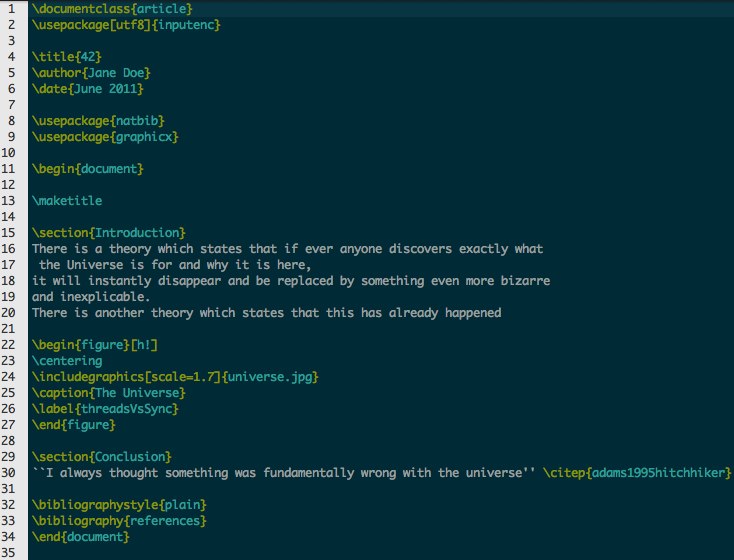 1 \documentclass{article}
2 \usepackage[utf8]{inputenc}
3
4 \title{42}
5 \author{Jane Doe}
6 \date{June 2011}
7
8 \usepackage{natbib}
9 \usepackage{graphicx}
10
11 \begin{document}
12
13 \maketitle
14
15 \section{Introduction}
16 There is a theory which states that if ever anyone discovers exactly what
17  the Universe is for and why it is here,
18 it will instantly disappear and be replaced by something even more bizarre
19 and inexplicable.
20 There is another theory which states that this has already happened
21
22 \begin{figure}[h!]
23 \centering
24 \includegraphics[scale=1.7]{universe.jpg}
25 \caption{The Universe}
26 \label{threadsVsSync}
27 \end{figure}
28
29 \section{Conclusion}
30 ``I always thought something was fundamentally wrong with the universe'' \citep{adams1995hitchhiker}
31
32 \bibliographystyle{plain}
33 \bibliography{references}
34 \end{document}
35